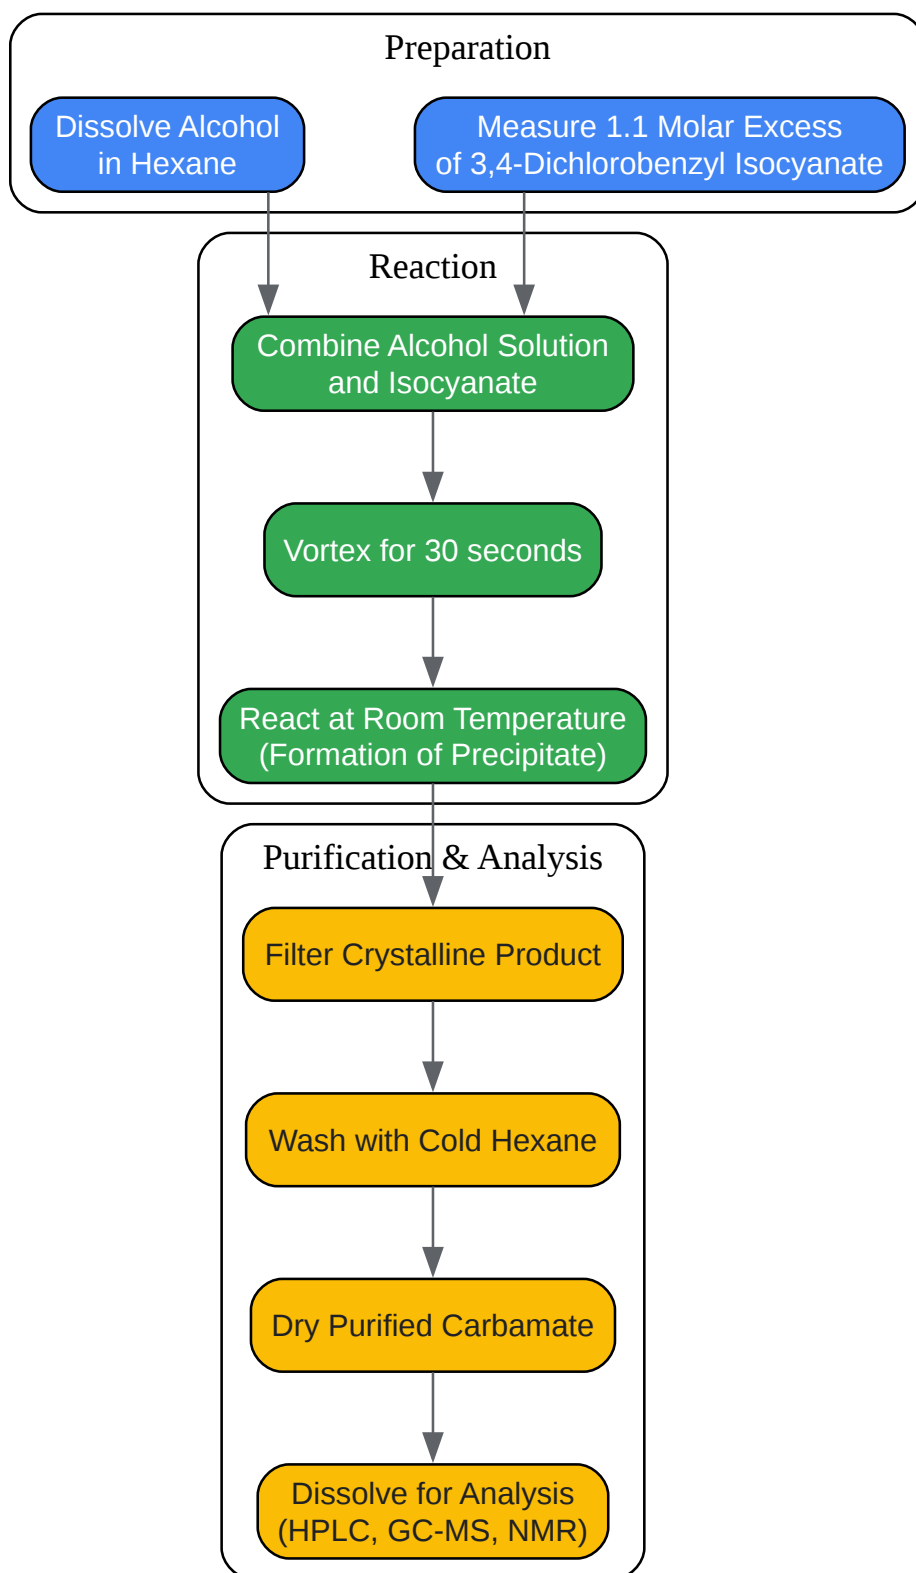 Preparation
Dissolve Alcohol
in Hexane
Measure 1.1 Molar Excess
of 3,4-Dichlorobenzyl Isocyanate
Reaction
Combine Alcohol Solution
and Isocyanate
Vortex for 30 seconds
React at Room Temperature
(Formation of Precipitate)
Purification & Analysis
Filter Crystalline Product
Wash with Cold Hexane
Dry Purified Carbamate
Dissolve for Analysis
(HPLC, GC-MS, NMR)